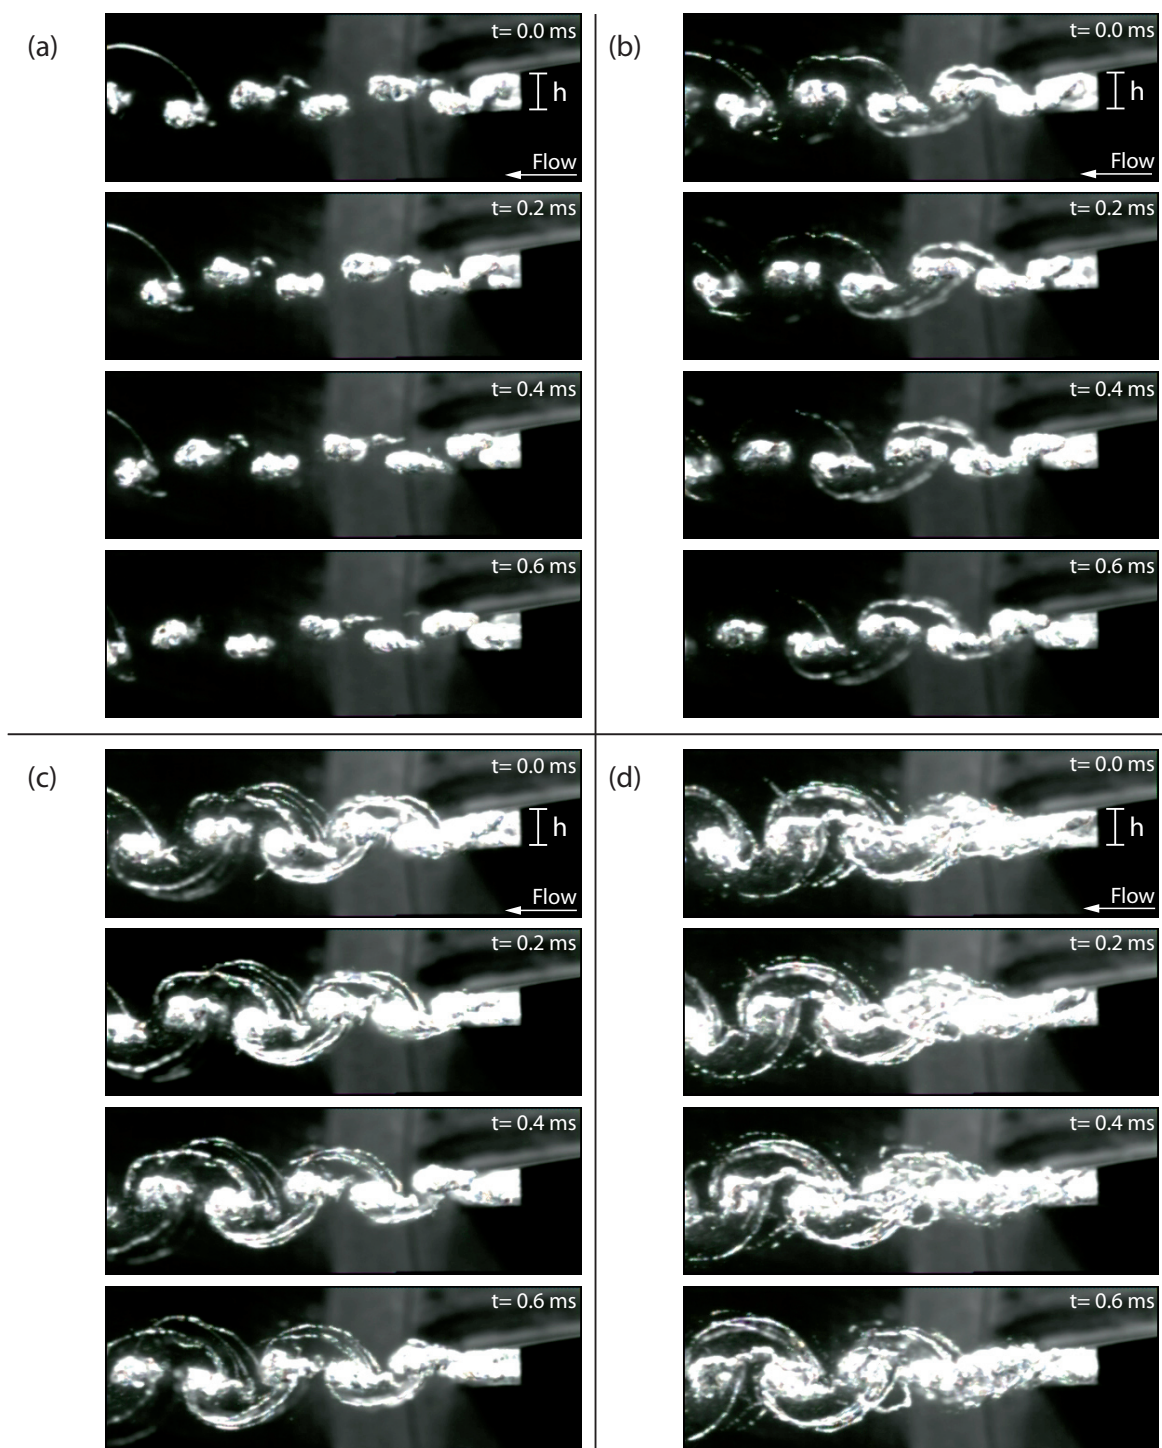 (a)
t= 0.0 ms
h
Flow
t= 0.2 ms
t= 0.4 ms
t= 0.6 ms
(b)
t= 0.0 ms
h
Flow
t= 0.2 ms
t= 0.4 ms
t= 0.6 ms
(c)
t= 0.0 ms
h
Flow
t= 0.2 ms
t= 0.4 ms
t= 0.6 ms
(d)
t= 0.0 ms
h
Flow
t= 0.2 ms
t= 0.4 ms
t= 0.6 ms